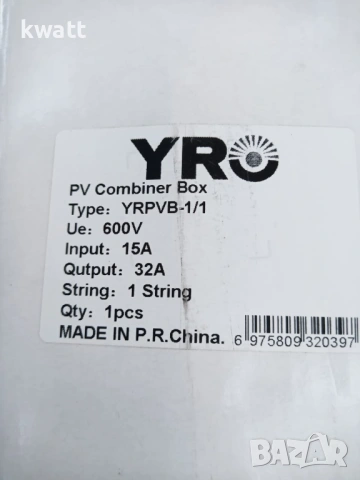 kwatt
YRO
PV Combiner Box
Type: YRPVB-1/1
Ue: 600V
Input: 15A
Qutput: 32A
String: 1 String
Qty: 1pcs
MADE IN P.R.China.
6 975809 320397
BAZAR